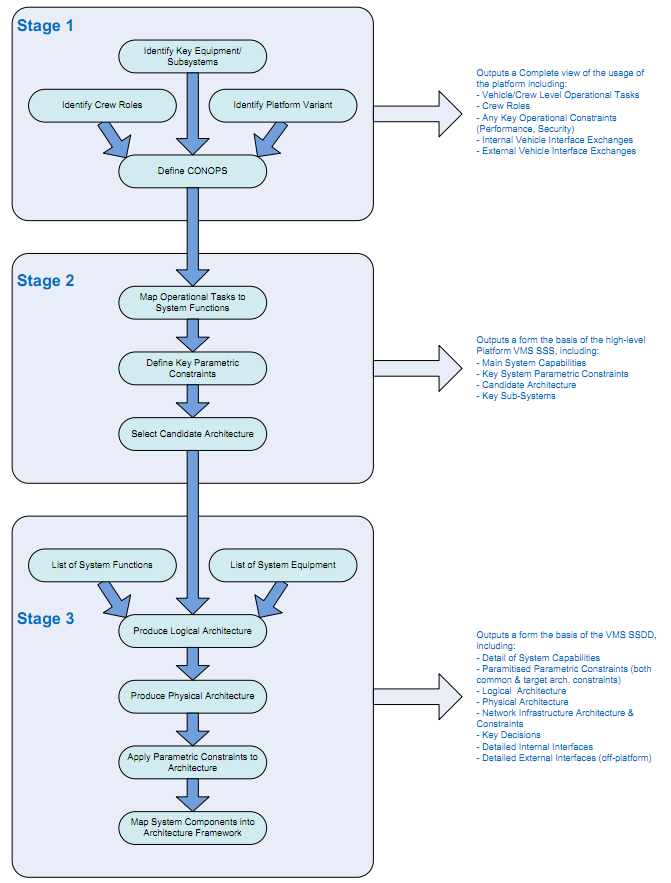 Stage 1
Identify Key Equipment/
Subsystems
Identify Crew Roles
Identify Platform Variant
Define CONOPS
Outputs a Complete view of the usage of
the platform including:
- Vehicle/Crew Level Operational Tasks
- Crew Roles
- Any Key Operational Constraints
(Performance, Security)
- Internal Vehicle Interface Exchanges
- External Vehicle Interface Exchanges
Stage 2
Map Operational Tasks to
System Functions
Define Key Parametric
Constraints
Select Candidate Architecture
Outputs a form the basis of the high-level
Platform VMS SSS, including:
- Main System Capabilities
- Key System Parametric Constraints
- Candidate Architecture
- Key Sub-Systems
Stage 3
List of System Functions
List of System Equipment
Produce Logical Architecture
Produce Physical Architecture
Apply Parametric Constraints to
Architecture
Map System Components into
Architecture Framework
Outputs a form the basis of the VMS SSDD,
including:
- Detail of System Capabilities
- Paramitised Parametric Constraints (both
common & target arch. constraints)
- Logical Architecture
- Physical Architecture
- Network Infrastructure Architecture &
Constraints
- Key Decisions
- Detailed Internal Interfaces
- Detailed External Interfaces (off-platform)